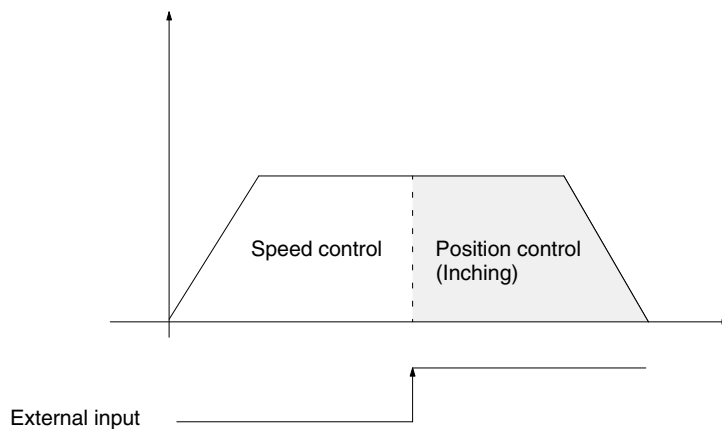 Speed control
Position control
(Inching)
External input